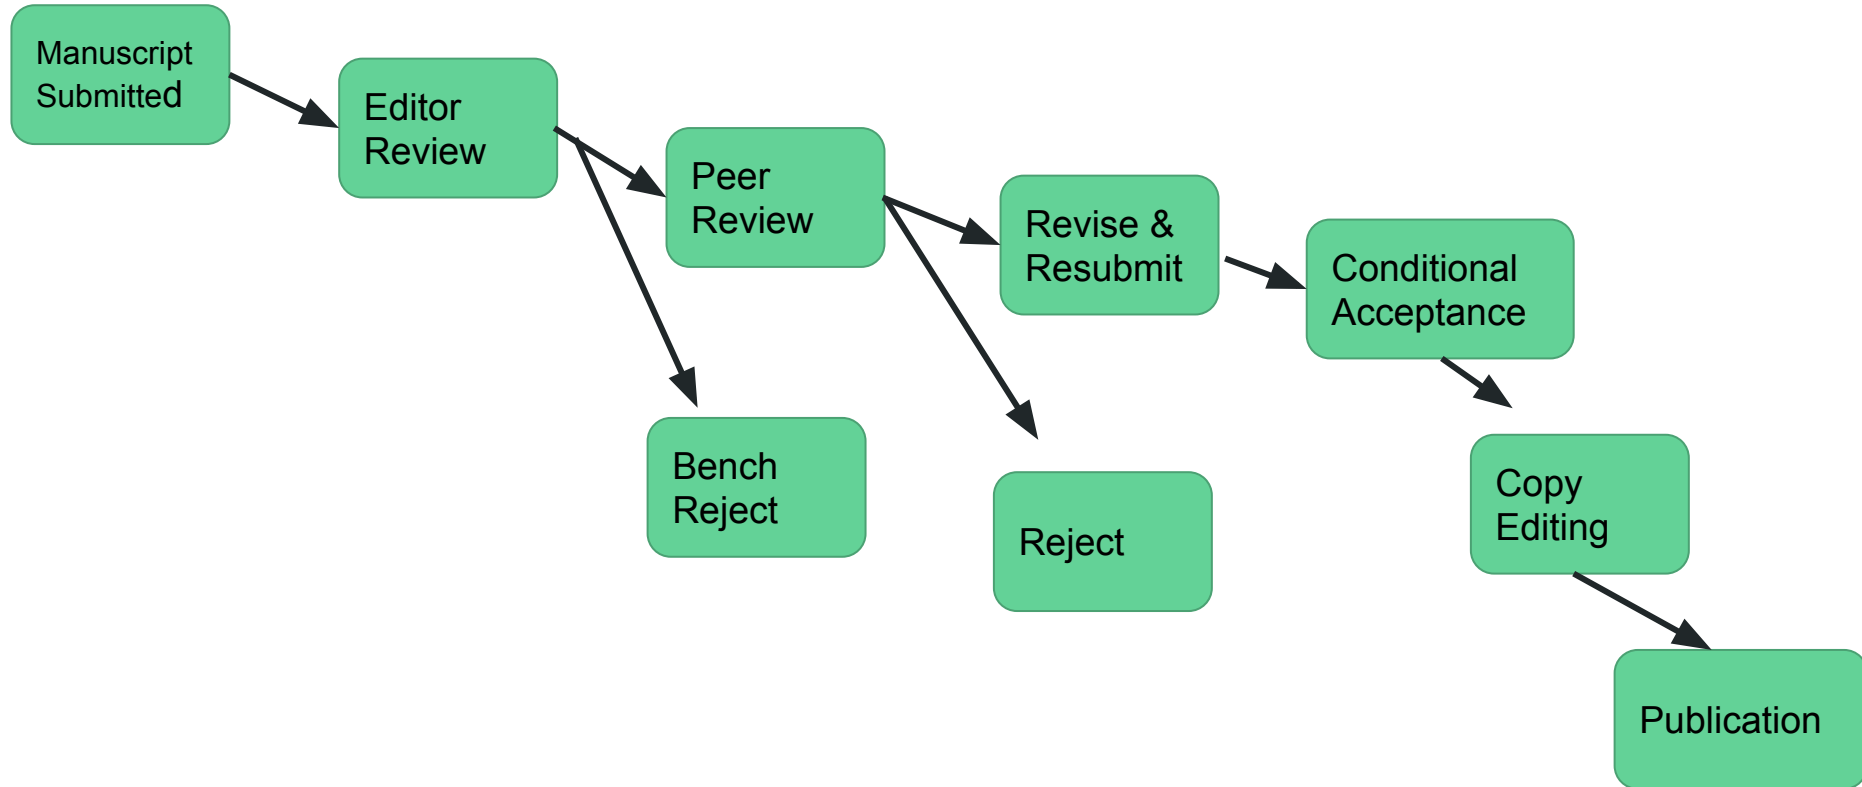 Manuscript
Submitted
Editor
Review
Peer
Review
Revise &
Resubmit
Conditional
Acceptance
Bench
Reject
Reject
Copy
Editing
Publication